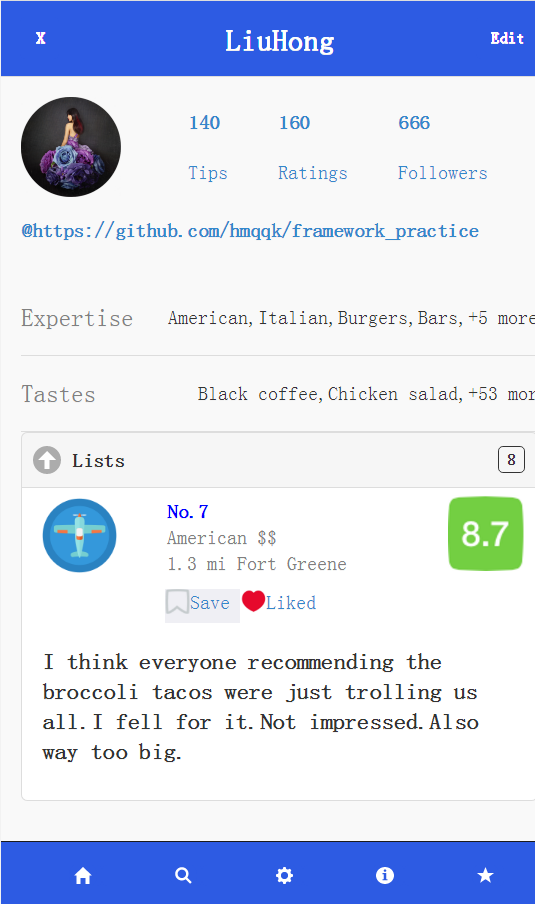 X LiuHong Edit
140 160 666
Tips Ratings Followers
@https://github.com/hmqqk/framework_practice
Expertise American,Italian,Burgers,Bars,+5 more
Tastes Black coffee,Chicken salad,+53 mor
Lists 8
No.7
American $$
1.3 mi Fort Greene
8.7
Save Liked
I think everyone recommending the
broccoli tacos were just trolling us
all.I fell for it.Not impressed.Also
way too big.